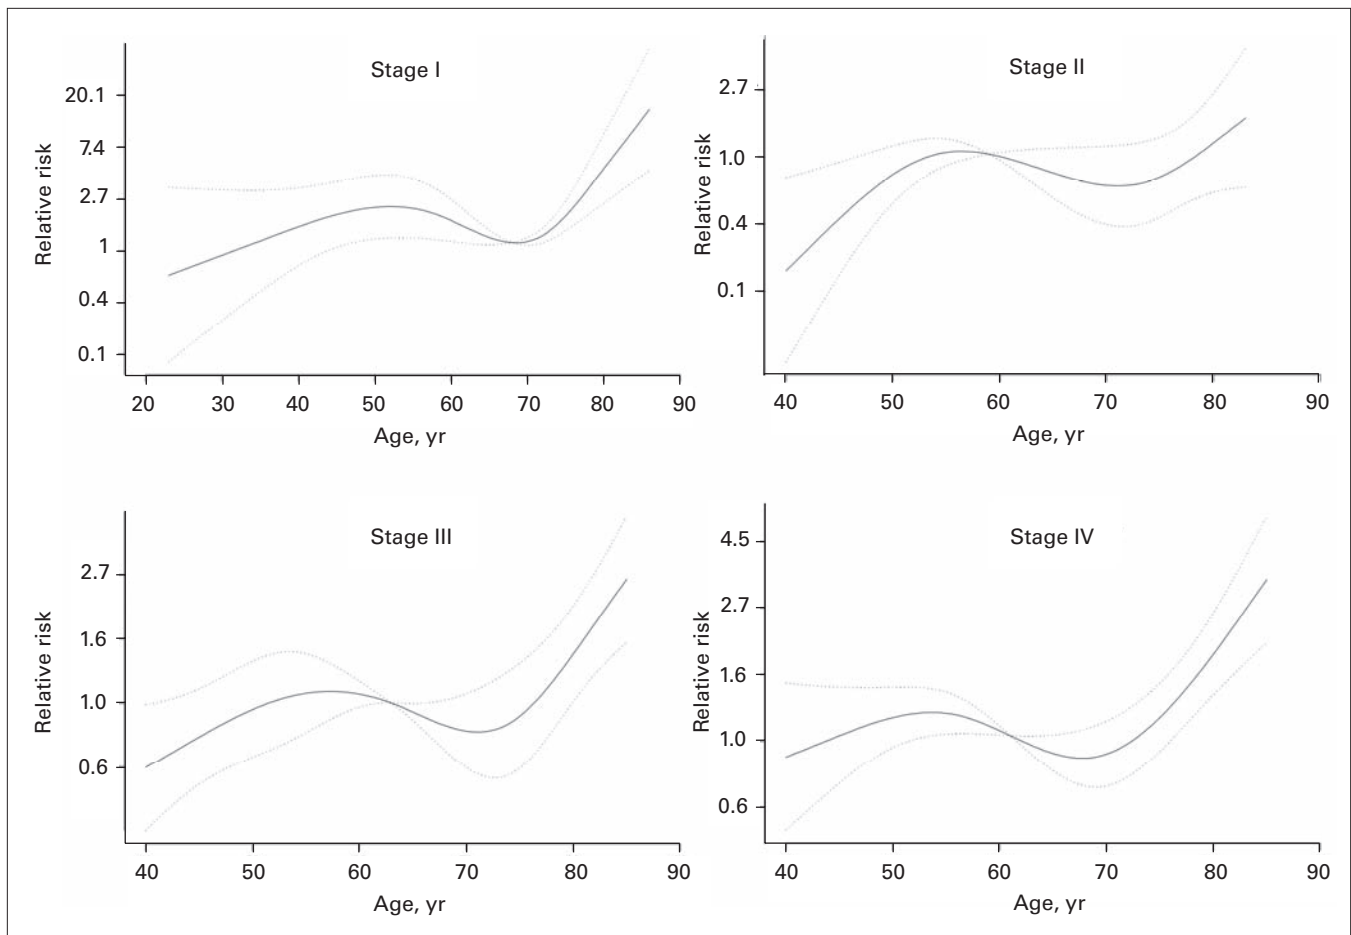 Stage I
Relative risk
20.1
7.4
2.7
1
0.4
0.1
20 30 40 50 60 70 80 90
Age, yr
Stage II
Relative risk
2.7
1.0
0.4
0.1
40 50 60 70 80 90
Age, yr
Stage III
Relative risk
2.7
1.6
1.0
0.6
40 50 60 70 80 90
Age, yr
Stage IV
Relative risk
4.5
2.7
1.6
1.0
0.6
40 50 60 70 80 90
Age, yr